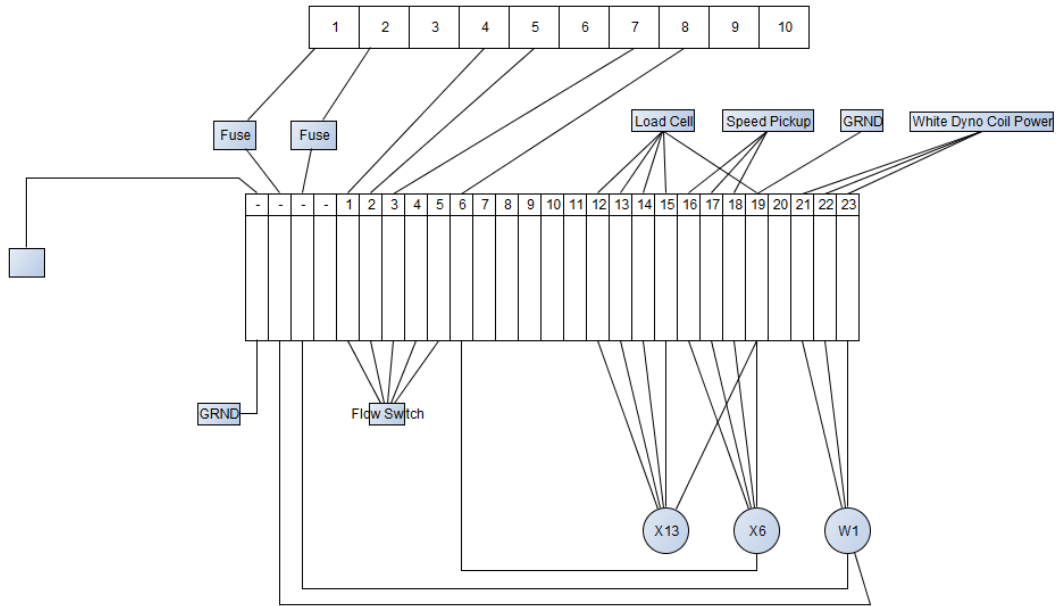 1 2 3 4 5 6 7 8 9 10
Fuse Fuse Load Cell Speed Pickup GRND White Dyno Coil Power
- - - - 1 2 3 4 5 6 7 8 9 10 11 12 13 14 15 16 17 18 19 20 21 22 23
GRND Flow Switch
X13 X6 W1